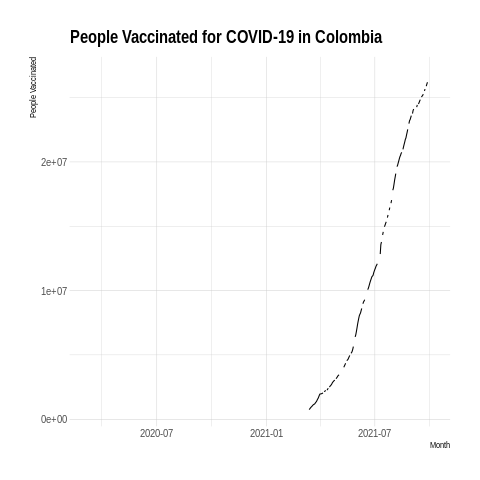 People Vaccinated for COVID-19 in Colombia
People Vaccinated
2e+07
1e+07
0e+00
2020-07 2021-01 2021-07
Month